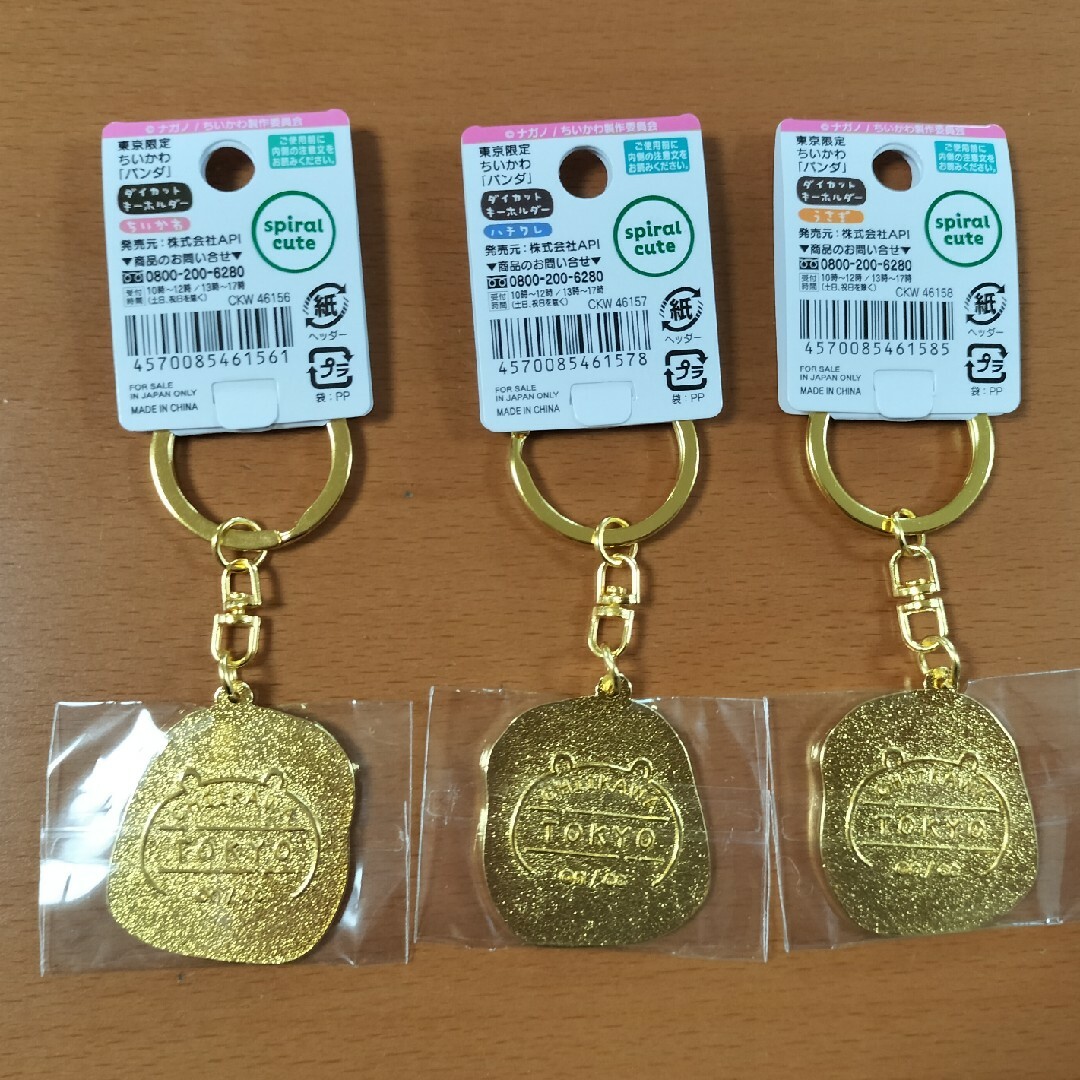 © ナガノ / ちいかわ製作委員会
東京限定
ちいかわ
「パンダ」
ご使用前に
内側の注意文を
お読みください。
ダイカット
キーホルダー
ちいかわ
spiral
cute
発売元：株式会社API
▼商品のお問い合せ▼
0800-200-6280
受付時間 10時～12時 / 13時～17時
(土日、祝日を除く)
CKW 46156
紙
ヘッダー
4570085461561
プラ
袋：PP
FOR SALE
IN JAPAN ONLY
MADE IN CHINA
© ナガノ / ちいかわ製作委員会
東京限定
ちいかわ
「パンダ」
ご使用前に
内側の注意文を
お読みください。
ダイカット
キーホルダー
ハチワレ
spiral
cute
発売元：株式会社API
▼商品のお問い合せ▼
0800-200-6280
受付時間 10時～12時 / 13時～17時
(土日、祝日を除く)
CKW 46157
紙
ヘッダー
4570085461578
プラ
袋：PP
FOR SALE
IN JAPAN ONLY
MADE IN CHINA
© ナガノ / ちいかわ製作委員会
東京限定
ちいかわ
「パンダ」
ご使用前に
内側の注意文を
お読みください。
ダイカット
キーホルダー
うさぎ
spiral
cute
発売元：株式会社API
▼商品のお問い合せ▼
0800-200-6280
受付時間 10時～12時 / 13時～17時
(土日、祝日を除く)
CKW 46158
紙
ヘッダー
4570085461585
プラ
袋：PP
FOR SALE
IN JAPAN ONLY
MADE IN CHINA
CHIIKAWA
TOKYO
CHIIKAWA
TOKYO
CHIIKAWA
TOKYO